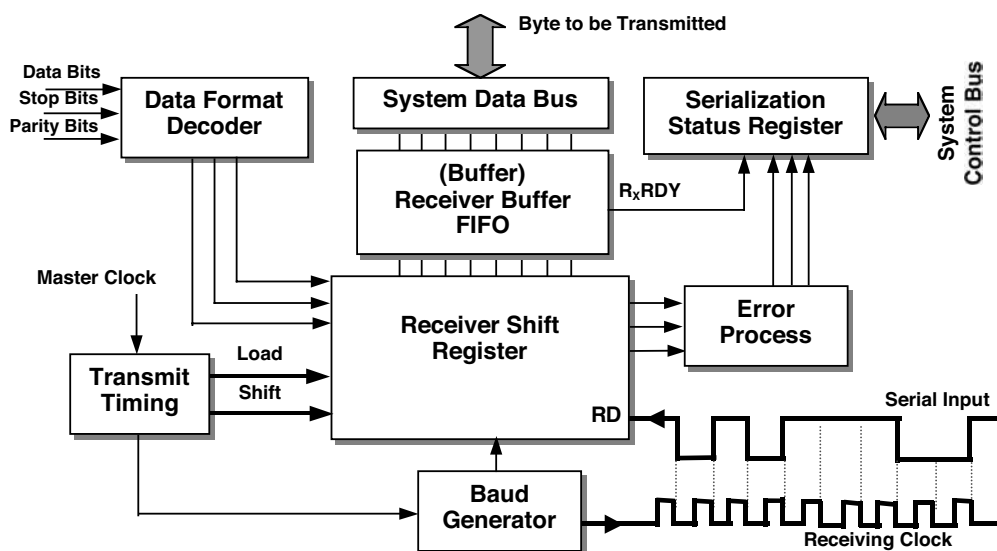 Byte to be Transmitted
Data Bits
Stop Bits
Parity Bits
Data Format
Decoder
System Data Bus
Serialization
Status Register
System
Control Bus
(Buffer)
Receiver Buffer
FIFO
RxRDY
Master Clock
Receiver Shift
Register
Error
Process
Transmit
Timing
Load
Shift
RD
Serial Input
Baud
Generator
Receiving Clock